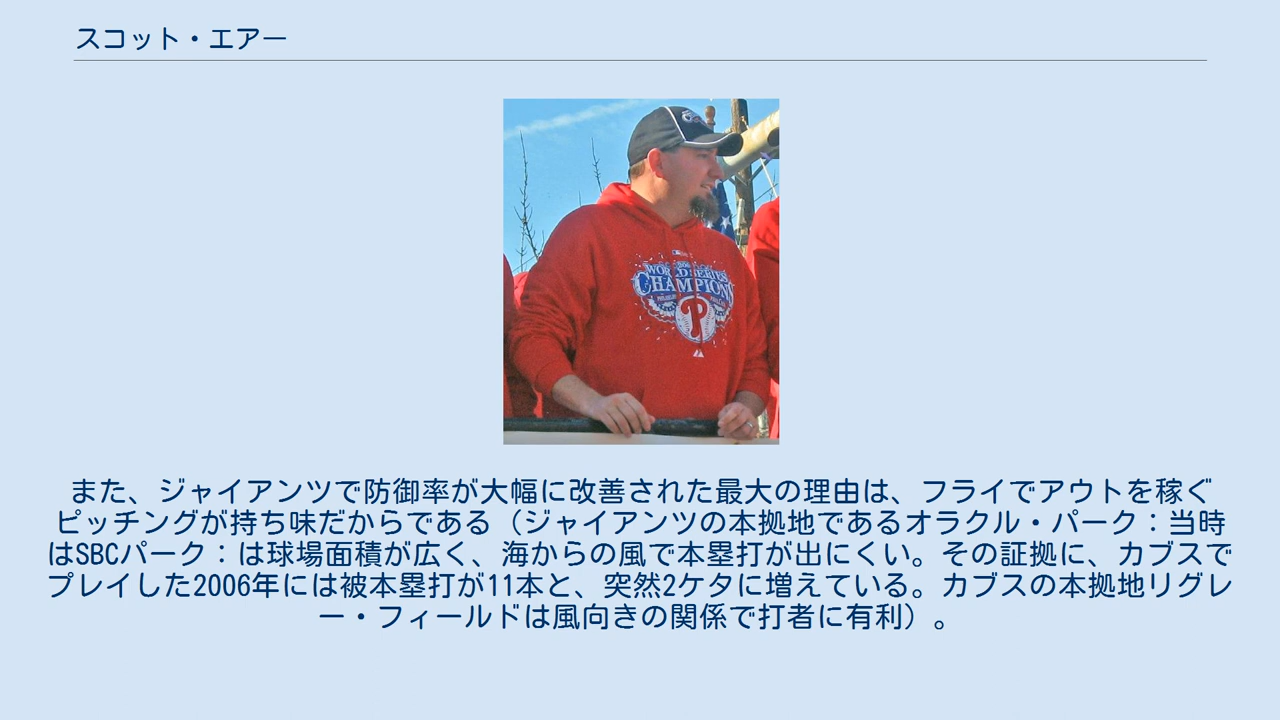 スコット・エアー
WORLD SERIES
CHAMPIONS
P
また、ジャイアンツで防御率が大幅に改善された最大の理由は、フライでアウトを稼ぐ
ピッチングが持ち味だからである（ジャイアンツの本拠地であるオラクル・パーク：当時
はSBCパーク：は球場面積が広く、海からの風で本塁打が出にくい。その証拠に、カブスで
プレイした2006年には被本塁打が11本と、突然2ケタに増えている。カブスの本拠地リグレ
ー・フィールドは風向きの関係で打者に有利）。